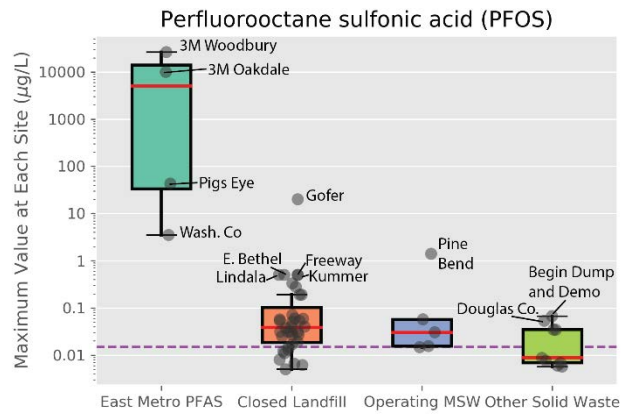 Perfluorooctane sulfonic acid (PFOS)
Maximum Value at Each Site (µg/L)
10000
1000
100
10
1
0.1
0.01
3M Woodbury
3M Oakdale
Pigs Eye
Wash. Co
Gofer
E. Bethel
Freeway
Lindala
Kummer
Pine
Bend
Begin Dump
and Demo
Douglas Co.
East Metro PFAS
Closed Landfill
Operating MSW
Other Solid Waste